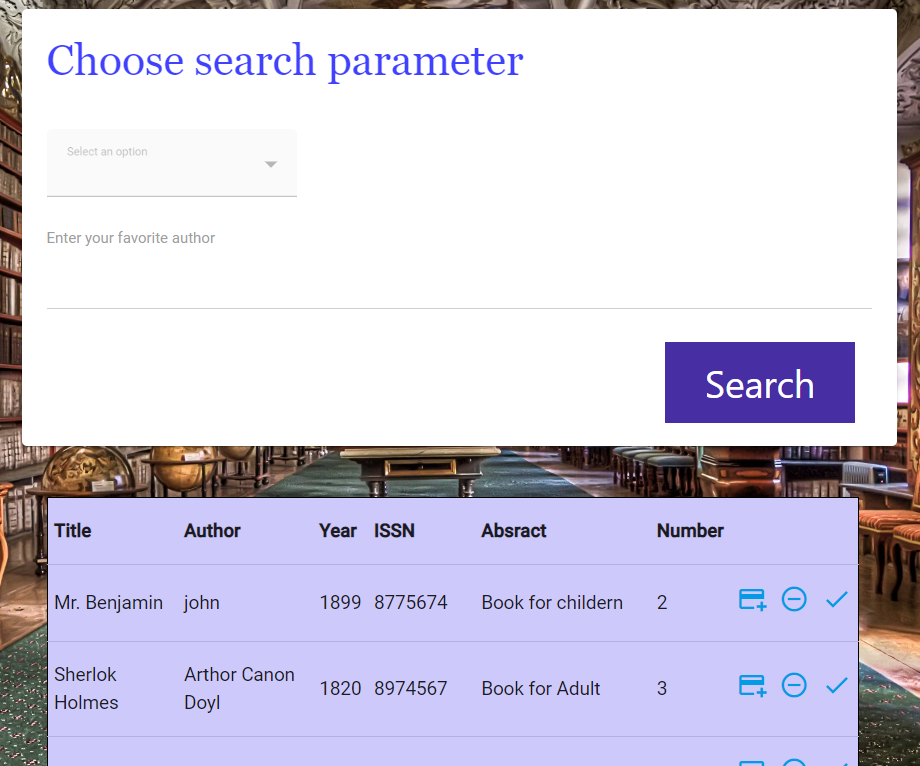 Choose search parameter
Select an option
Enter your favorite author
Search
Title Author Year ISSN Absract Number
Mr. Benjamin john 1899 8775674 Book for childern 2
Sherlok Holmes Arthor Canon Doyl 1820 8974567 Book for Adult 3